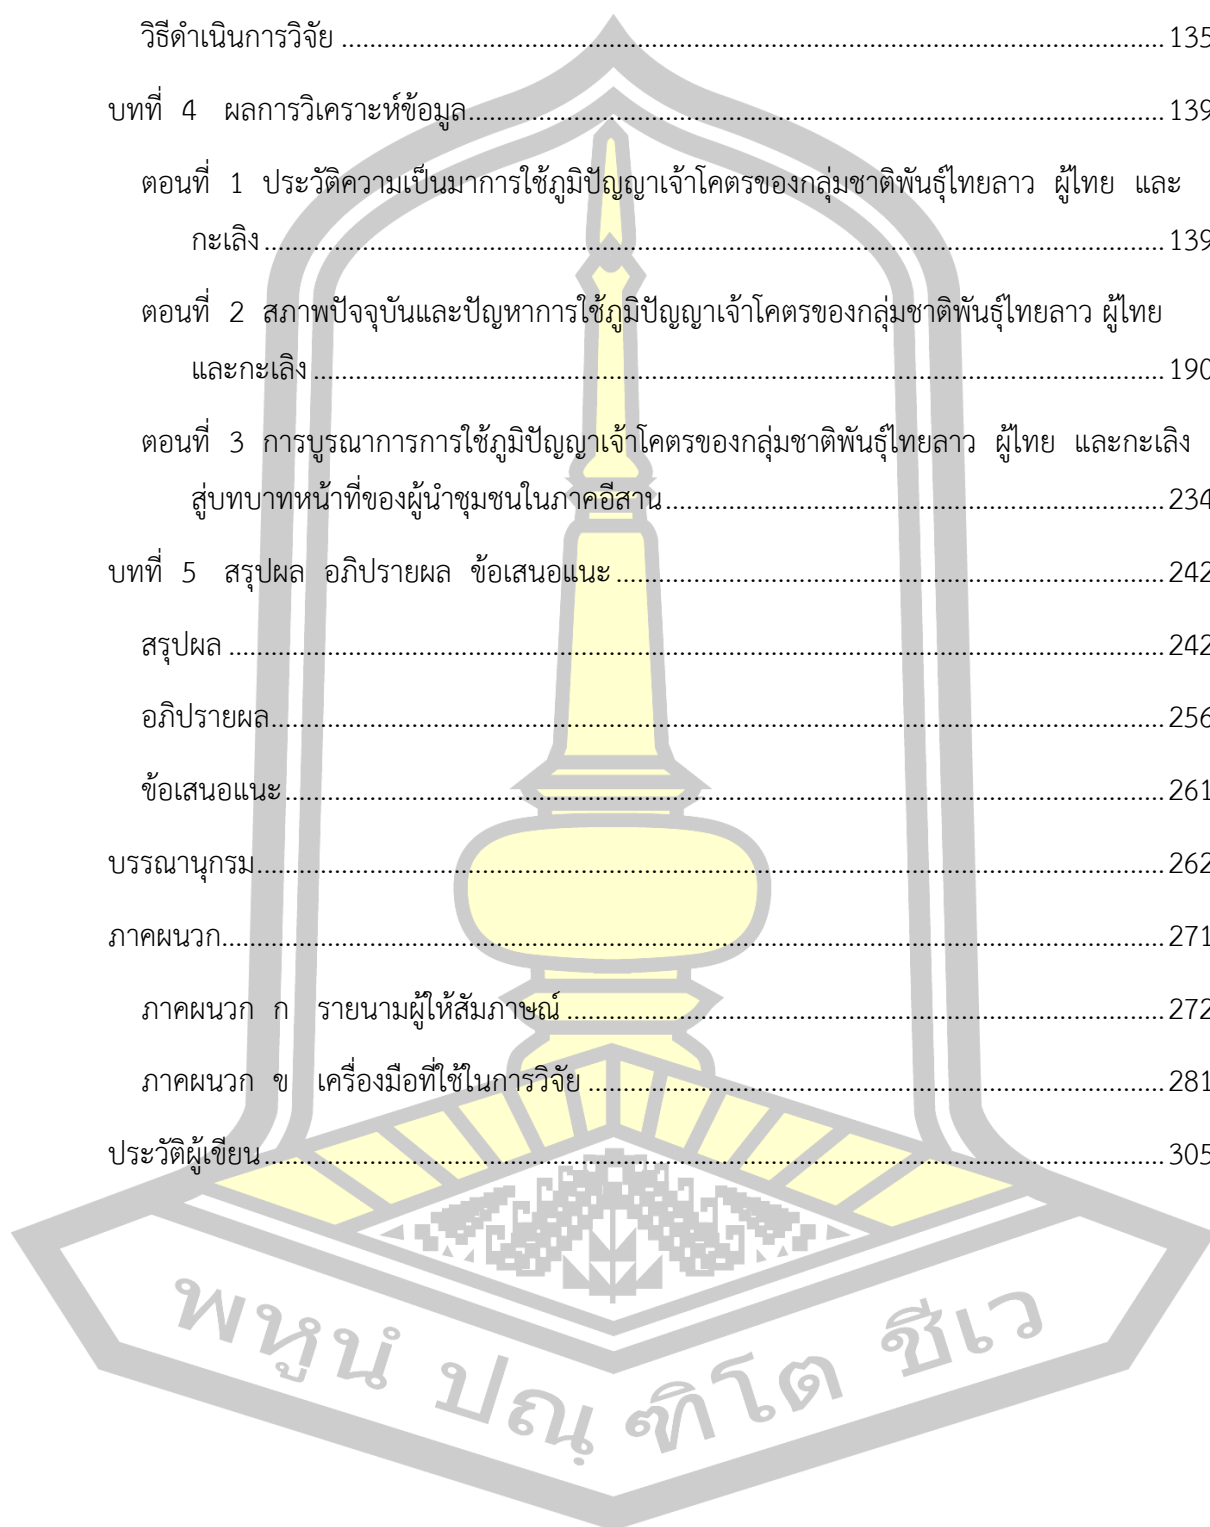 วิธีดำเนินการวิจัย ........................................ 135
บทที่ 4 ผลการวิเคราะห์ข้อมูล........................................ 139
ตอนที่ 1 ประวัติความเป็นมาการใช้ภูมิปัญญาเจ้าโคตรของกลุ่มชาติพันธุ์ไทยลาว ผู้ไทย และ
กะเลิง ........................................ 139
ตอนที่ 2 สภาพปัจจุบันและปัญหาการใช้ภูมิปัญญาเจ้าโคตรของกลุ่มชาติพันธุ์ไทยลาว ผู้ไทย
และกะเลิง ........................................ 190
ตอนที่ 3 การบูรณาการการใช้ภูมิปัญญาเจ้าโคตรของกลุ่มชาติพันธุ์ไทยลาว ผู้ไทย และกะเลิง
สู่บทบาทหน้าที่ของผู้นำชุมชนในภาคอีสาน ........................................ 234
บทที่ 5 สรุปผล อภิปรายผล ข้อเสนอแนะ ........................................ 242
สรุปผล ........................................ 242
อภิปรายผล........................................ 256
ข้อเสนอแนะ ........................................ 261
บรรณานุกรม........................................ 262
ภาคผนวก........................................ 271
ภาคผนวก ก รายนามผู้ให้สัมภาษณ์ ........................................ 272
ภาคผนวก ข เครื่องมือที่ใช้ในการวิจัย ........................................ 281
ประวัติผู้เขียน........................................ 305
พหูนํ ปณฺฑิโต ชีเว